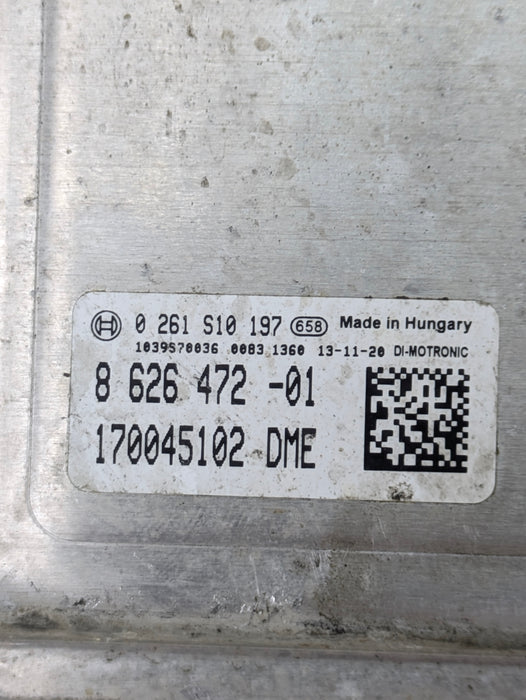 0 261 S10 197 658 Made in Hungary
1039S70036 0083 1360 13-11-20 DI-MOTRONIC
8 626 472 -01
170045102 DME